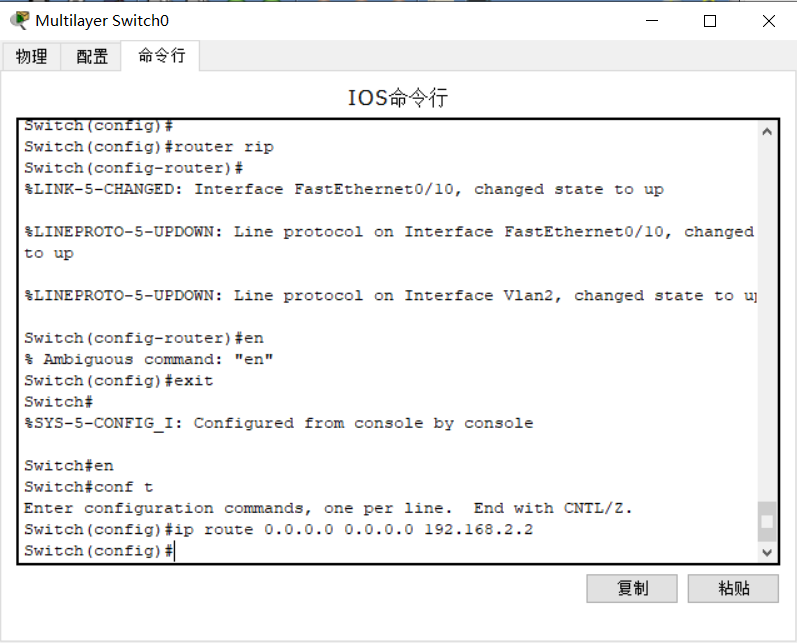 Multilayer Switch0
物理 配置 命令行
IOS命令行
Switch(config)#
Switch(config)#router rip
Switch(config-router)#
%LINK-5-CHANGED: Interface FastEthernet0/10, changed state to up
%LINEPROTO-5-UPDOWN: Line protocol on Interface FastEthernet0/10, changed
to up
%LINEPROTO-5-UPDOWN: Line protocol on Interface Vlan2, changed state to up
Switch(config-router)#en
% Ambiguous command: "en"
Switch(config)#exit
Switch#
%SYS-5-CONFIG_I: Configured from console by console
Switch#en
Switch#conf t
Enter configuration commands, one per line.  End with CNTL/Z.
Switch(config)#ip route 0.0.0.0 0.0.0.0 192.168.2.2
Switch(config)#
复制 粘贴